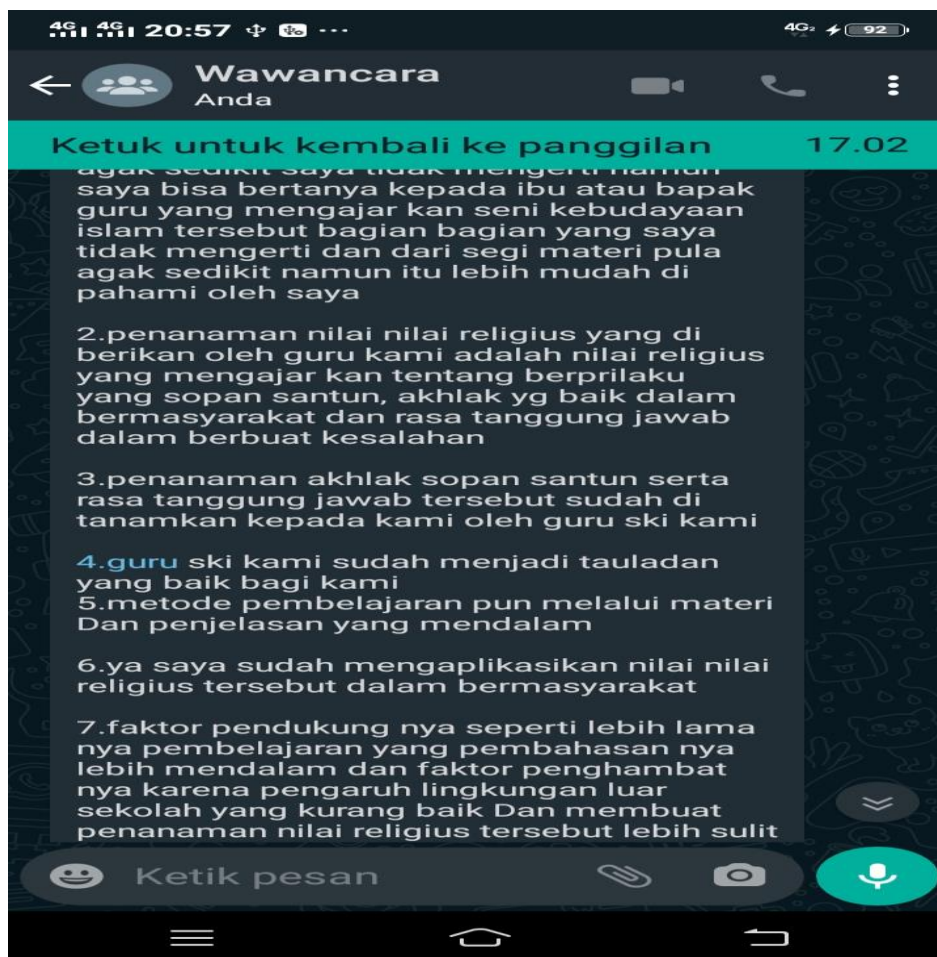 4G 4G 20:57 ... 4G2 92
Wawancara
Anda
Ketuk untuk kembali ke panggilan 17.02
agak sedikit saya tidak mengerti namun
saya bisa bertanya kepada ibu atau bapak
guru yang mengajar kan seni kebudayaan
islam tersebut bagian bagian yang saya
tidak mengerti dan dari segi materi pula
agak sedikit namun itu lebih mudah di
pahami oleh saya
2.penanaman nilai nilai religius yang di
berikan oleh guru kami adalah nilai religius
yang mengajar kan tentang berprilaku
yang sopan santun, akhlak yg baik dalam
bermasyarakat dan rasa tanggung jawab
dalam berbuat kesalahan
3.penanaman akhlak sopan santun serta
rasa tanggung jawab tersebut sudah di
tanamkan kepada kami oleh guru ski kami
4.guru ski kami sudah menjadi tauladan
yang baik bagi kami
5.metode pembelajaran pun melalui materi
Dan penjelasan yang mendalam
6.ya saya sudah mengaplikasikan nilai nilai
religius tersebut dalam bermasyarakat
7.faktor pendukung nya seperti lebih lama
nya pembelajaran yang pembahasan nya
lebih mendalam dan faktor penghambat
nya karena pengaruh lingkungan luar
sekolah yang kurang baik Dan membuat
penanaman nilai religius tersebut lebih sulit
Ketik pesan